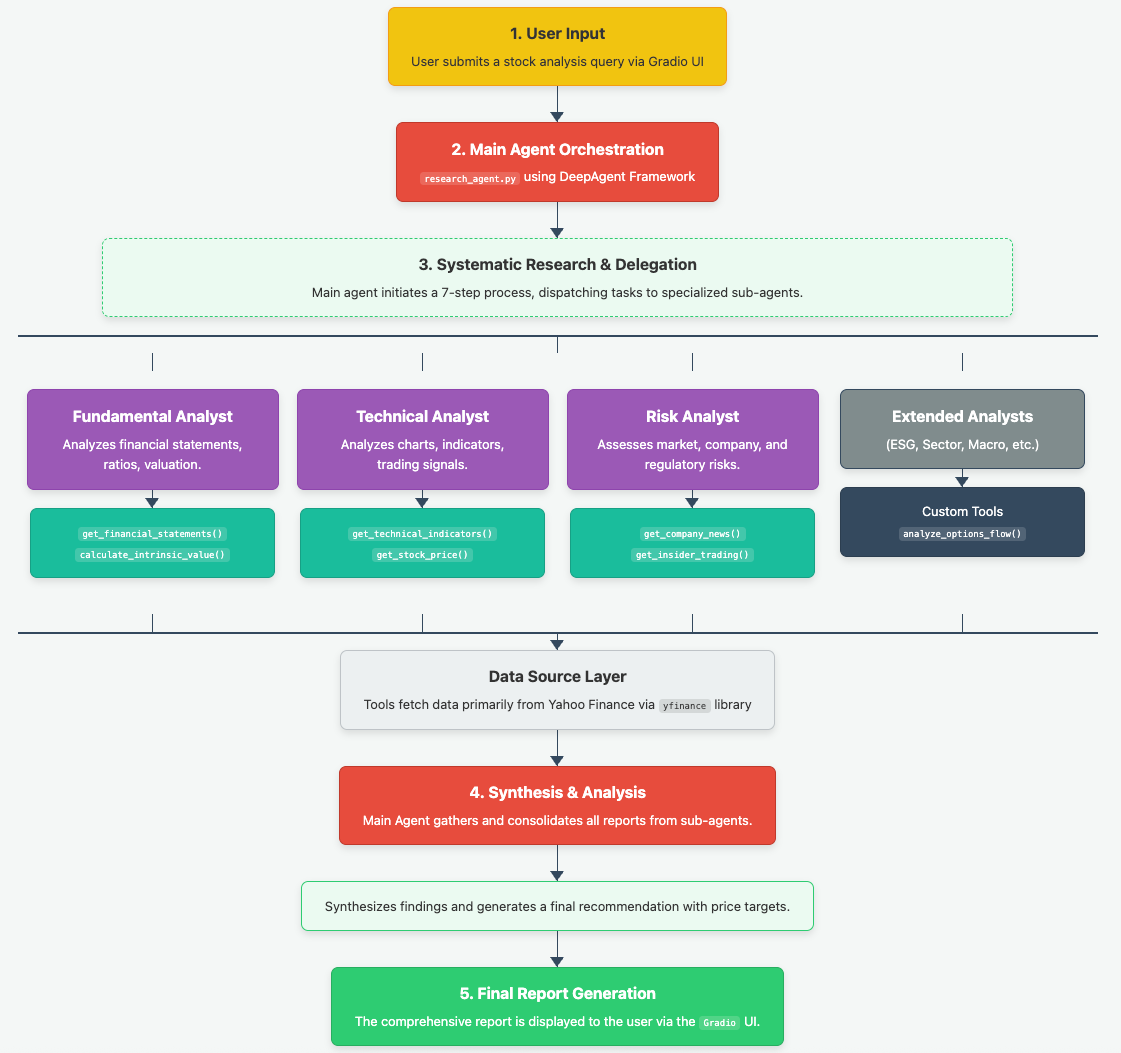 1. User Input
User submits a stock analysis query via Gradio UI
2. Main Agent Orchestration
research_agent.py using DeepAgent Framework
3. Systematic Research & Delegation
Main agent initiates a 7-step process, dispatching tasks to specialized sub-agents.
Fundamental Analyst
Analyzes financial statements,
ratios, valuation.
get_financial_statements()
calculate_intrinsic_value()
Technical Analyst
Analyzes charts, indicators,
trading signals.
get_technical_indicators()
get_stock_price()
Risk Analyst
Assesses market, company, and
regulatory risks.
get_company_news()
get_insider_trading()
Extended Analysts
(ESG, Sector, Macro, etc.)
Custom Tools
analyze_options_flow()
Data Source Layer
Tools fetch data primarily from Yahoo Finance via yfinance library
4. Synthesis & Analysis
Main Agent gathers and consolidates all reports from sub-agents.
Synthesizes findings and generates a final recommendation with price targets.
5. Final Report Generation
The comprehensive report is displayed to the user via the Gradio UI.